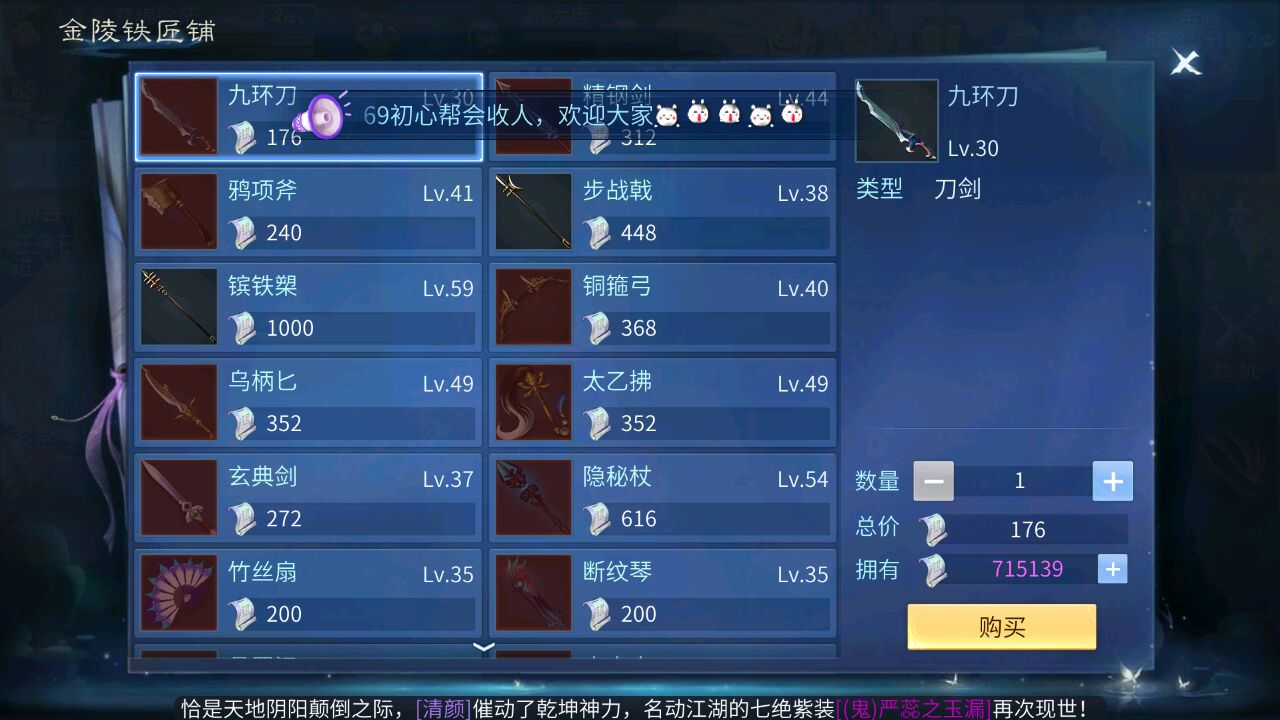 金陵铁匠铺
九环刀 Lv.30
176
精钢剑 Lv.44
312
69初心帮会收人，欢迎大家
鸦项斧 Lv.41
240
步战戟 Lv.38
448
镔铁槊 Lv.59
1000
铜箍弓 Lv.40
368
乌柄匕 Lv.49
352
太乙拂 Lv.49
352
玄典剑 Lv.37
272
隐秘杖 Lv.54
616
竹丝扇 Lv.35
200
断纹琴 Lv.35
200
九环刀
Lv.30
类型 刀剑
数量 1
总价 176
拥有 715139
购买
恰是天地阴阳颠倒之际，[清颜]催动了乾坤神力，名动江湖的七绝紫装[(鬼)严蕊之玉漏]再次现世！